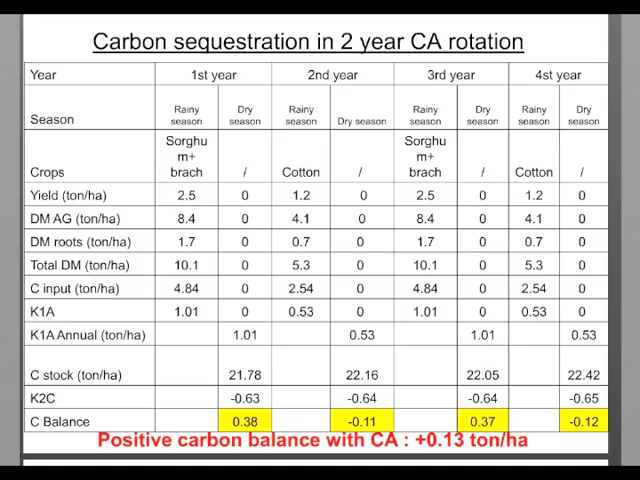 Carbon sequestration in 2 year CA rotation
Year 1st year 2nd year 3rd year 4st year
Season Rainy season Dry season Rainy season Dry season Rainy season Dry season Rainy season Dry season
Crops Sorghu m+ brach / Cotton / Sorghu m+ brach / Cotton /
Yield (ton/ha) 2.5 0 1.2 0 2.5 0 1.2 0
DM AG (ton/ha) 8.4 0 4.1 0 8.4 0 4.1 0
DM roots (ton/ha) 1.7 0 0.7 0 1.7 0 0.7 0
Total DM (ton/ha) 10.1 0 5.3 0 10.1 0 5.3 0
C input (ton/ha) 4.84 0 2.54 0 4.84 0 2.54 0
K1A 1.01 0 0.53 0 1.01 0 0.53 0
K1A Annual (ton/ha) 1.01 0.53 1.01 0.53
C stock (ton/ha) 21.78 22.16 22.05 22.42
K2C -0.63 -0.64 -0.64 -0.65
C Balance 0.38 -0.11 0.37 -0.12
Positive carbon balance with CA : +0.13 ton/ha